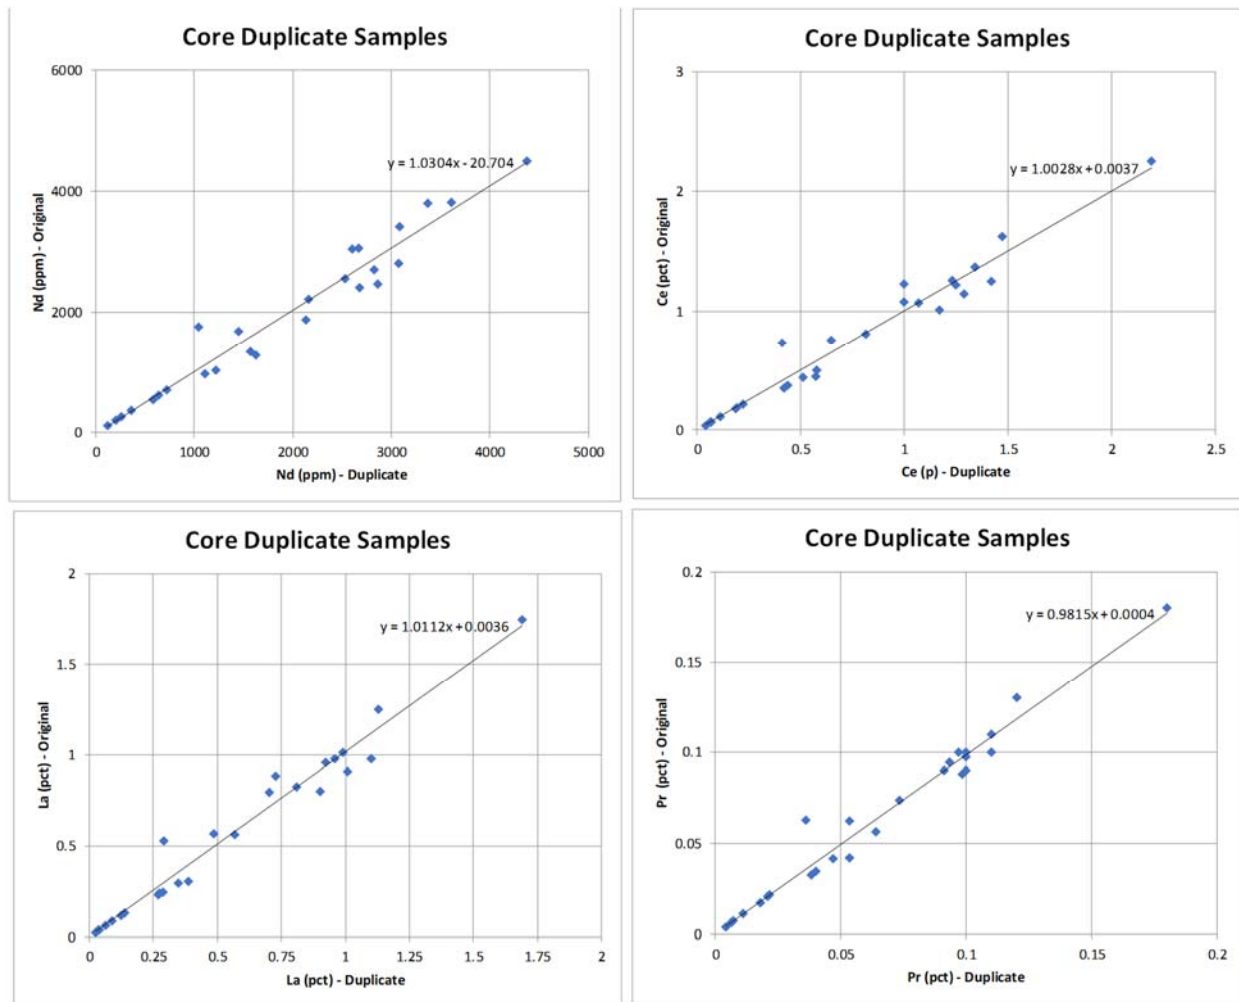 Core Duplicate Samples
6000
4000
2000
0
Nd (ppm) - Original
y = 1.0304x - 20.704
0 1000 2000 3000 4000 5000
Nd (ppm) - Duplicate
Core Duplicate Samples
3
2
1
0
Ce (pct) - Original
y = 1.0028x + 0.0037
0 0.5 1 1.5 2 2.5
Ce (p) - Duplicate
Core Duplicate Samples
2
1.5
1
0.5
0
La (pct) - Original
y = 1.0112x + 0.0036
0 0.25 0.5 0.75 1 1.25 1.5 1.75 2
La (pct) - Duplicate
Core Duplicate Samples
0.2
0.15
0.1
0.05
0
Pr (pct) - Original
y = 0.9815x + 0.0004
0 0.05 0.1 0.15 0.2
Pr (pct) - Duplicate